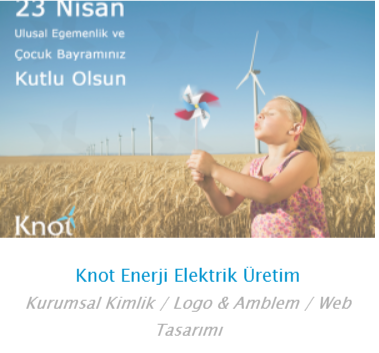 23 Nisan
Ulusal Egemenlik ve
Çocuk Bayramınız
Kutlu Olsun
Knot
Knot Enerji Elektrik Üretim
Kurumsal Kimlik / Logo & Amblem / Web
Tasarımı